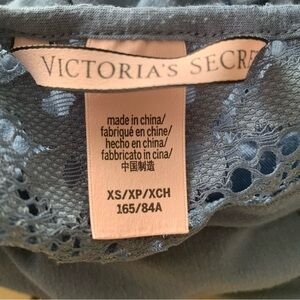 VICTORIA'S SECRE
made in china/
fabriqué en chine/
hecho en china/
fabbricato in cina/
中国制造
XS/XP/XCH
165/84A